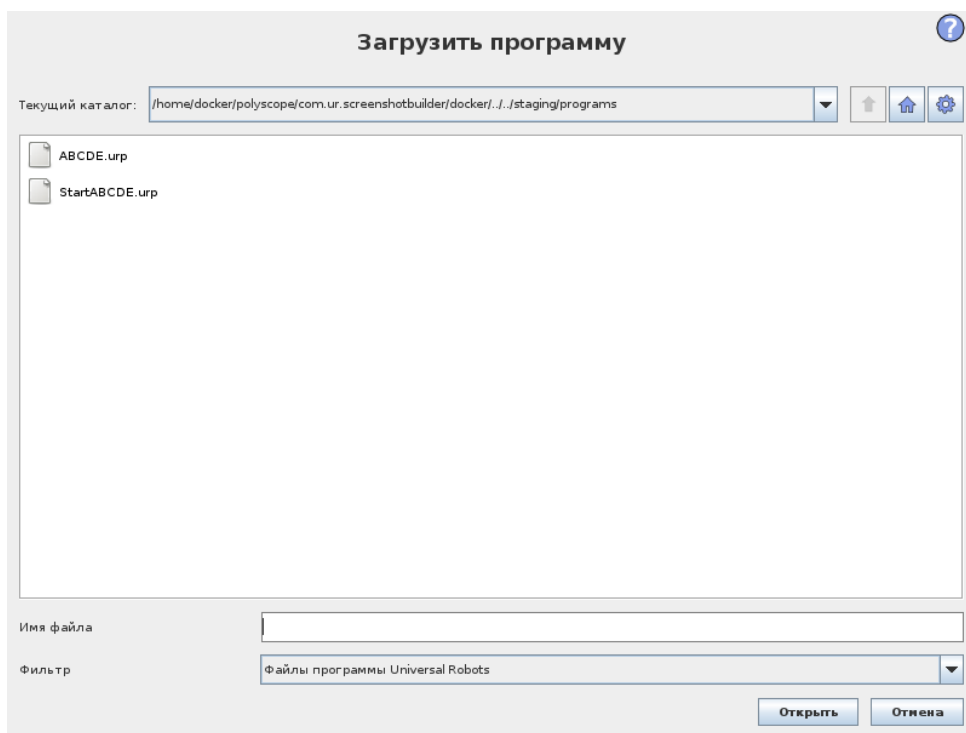 Загрузить программу
?
Текущий каталог: /home/docker/polyscope/com.ur.screenshotbuilder/docker/../../staging/programs
ABCDE.urp
StartABCDE.urp
Имя файла
Фильтр Файлы программы Universal Robots
Открыть Отмена